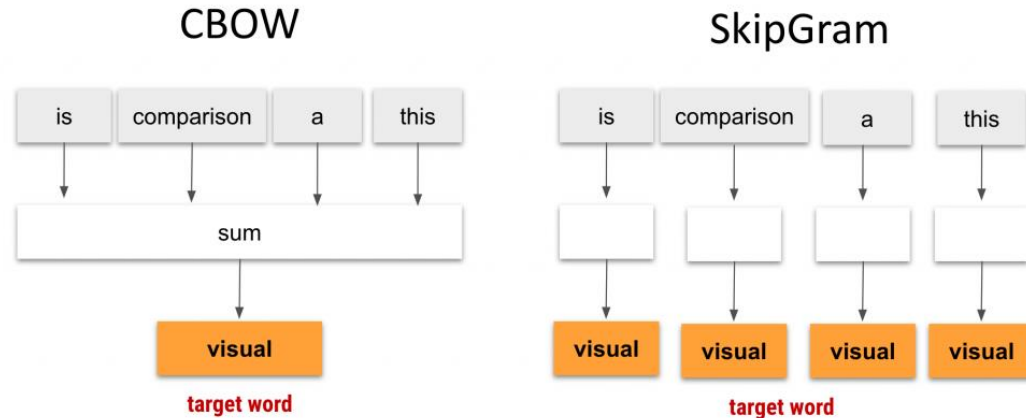 CBOW
is comparison a this
sum
visual
target word
SkipGram
is comparison a this
visual visual visual visual
target word